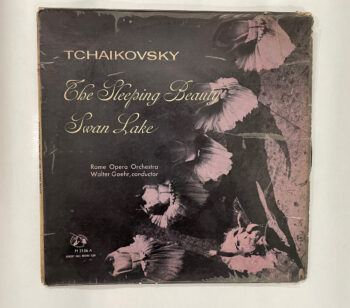 TCHAIKOVSKY
The Sleeping Beauty
Swan Lake
Rome Opera Orchestra
Walter Goehr, conductor